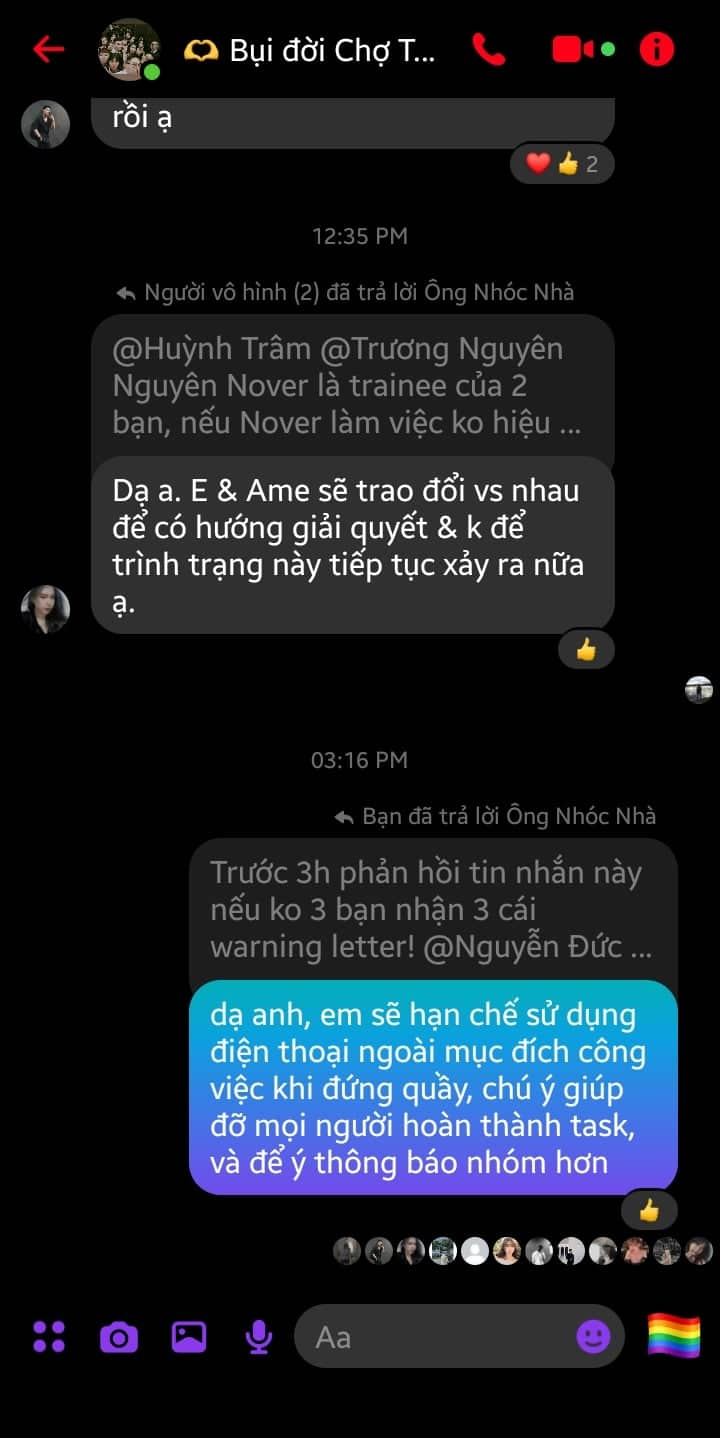 🫶 Bụi đời Chợ T...
rồi ạ
❤️👍 2
12:35 PM
Người vô hình (2) đã trả lời Ông Nhóc Nhà
@Huỳnh Trâm @Trương Nguyên
Nguyên Nover là trainee của 2
bạn, nếu Nover làm việc ko hiệu ...
Dạ a. E & Ame sẽ trao đổi vs nhau
để có hướng giải quyết & k để
trình trạng này tiếp tục xảy ra nữa
ạ.
03:16 PM
Bạn đã trả lời Ông Nhóc Nhà
Trước 3h phản hồi tin nhắn này
nếu ko 3 bạn nhận 3 cái
warning letter! @Nguyễn Đức ...
dạ anh, em sẽ hạn chế sử dụng
điện thoại ngoài mục đích công
việc khi đứng quầy, chú ý giúp
đỡ mọi người hoàn thành task,
và để ý thông báo nhóm hơn
Aa